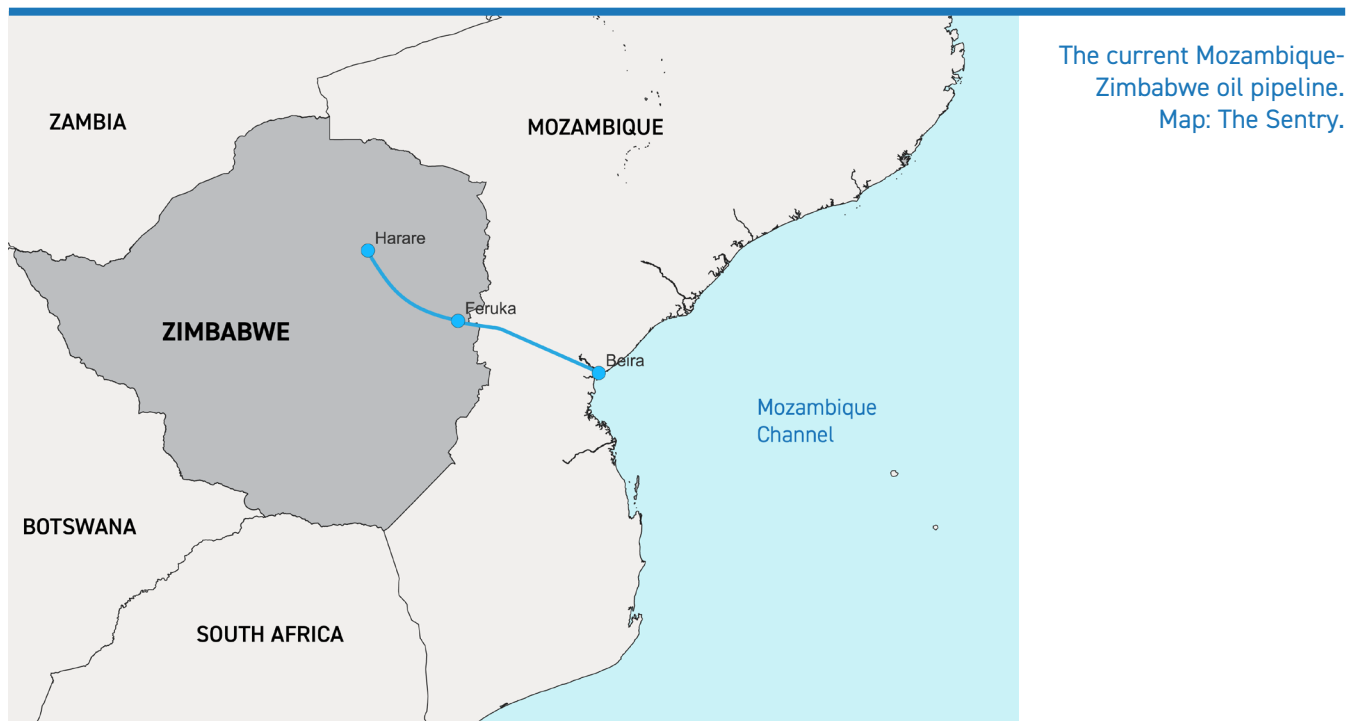 The current Mozambique-
Zimbabwe oil pipeline.
Map: The Sentry.
ZAMBIA
MOZAMBIQUE
Harare
Feruka
ZIMBABWE
Beira
Mozambique
Channel
BOTSWANA
SOUTH AFRICA